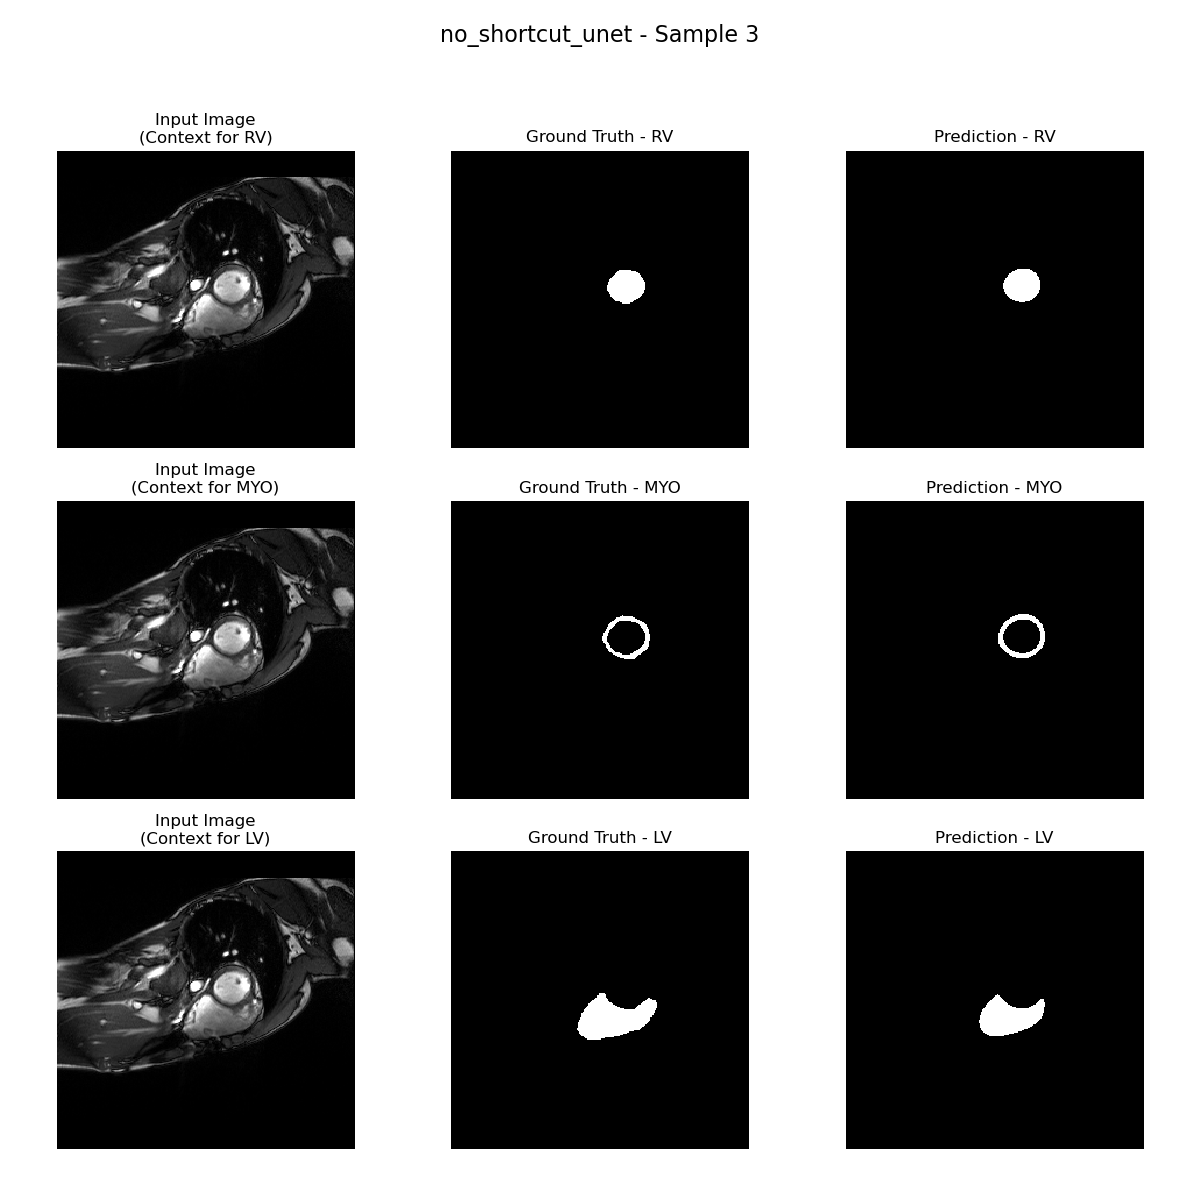 no_shortcut_unet - Sample 3
Input Image
(Context for RV)
Ground Truth - RV
Prediction - RV
Input Image
(Context for MYO)
Ground Truth - MYO
Prediction - MYO
Input Image
(Context for LV)
Ground Truth - LV
Prediction - LV